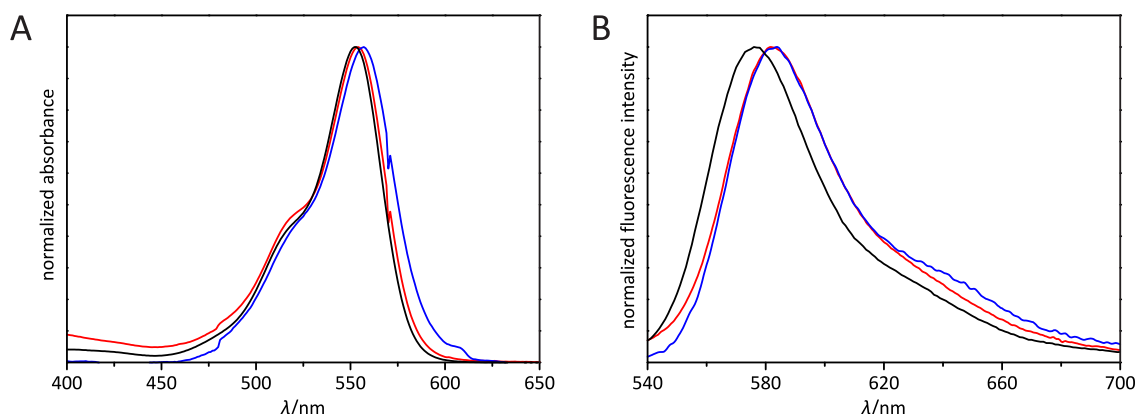 A
B
normalized absorbance
normalized fluorescence intensity
400 450 500 550 600 650
540 580 620 660 700
λ/nm
λ/nm